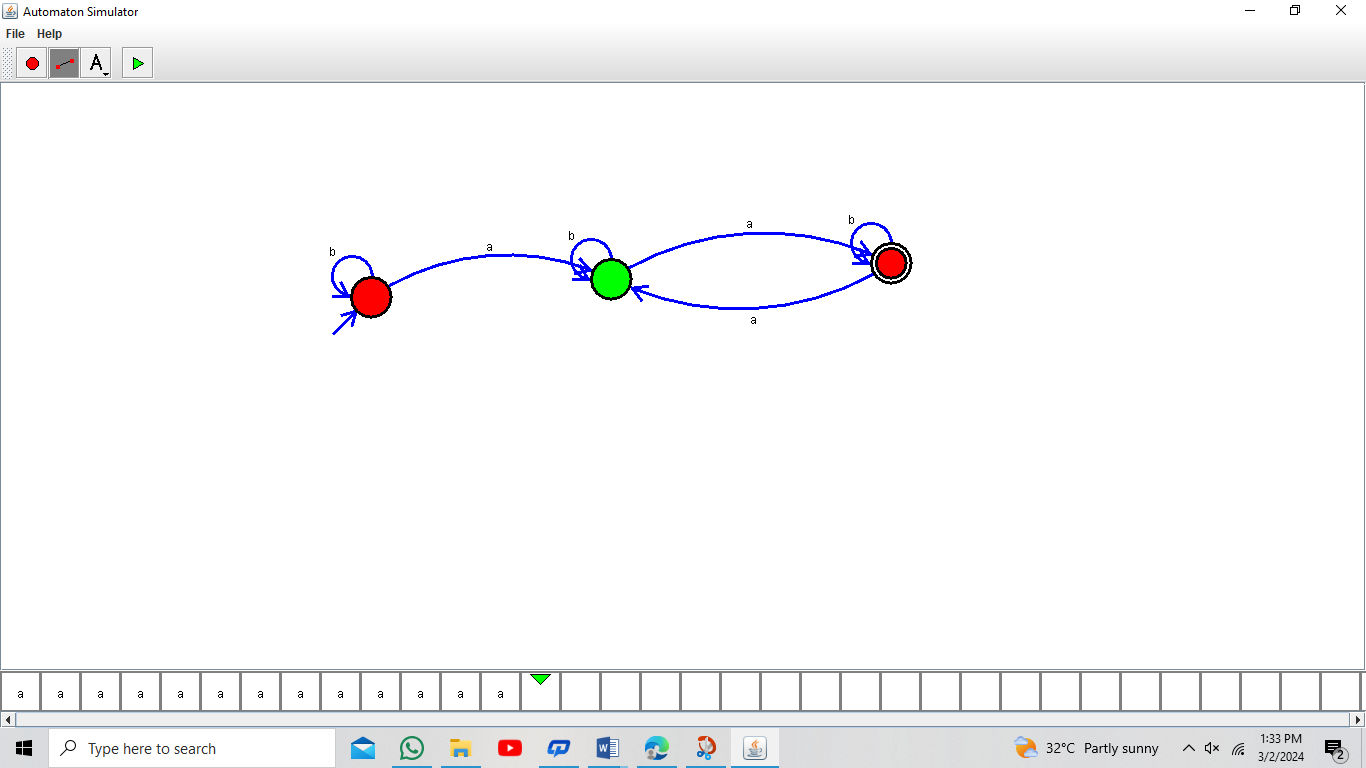 Automaton Simulator
File Help
A
b
a
b
a
b
a
a a a a a a a a a a a a a
Type here to search
W
32°C Partly sunny
1:33 PM
3/2/2024
2